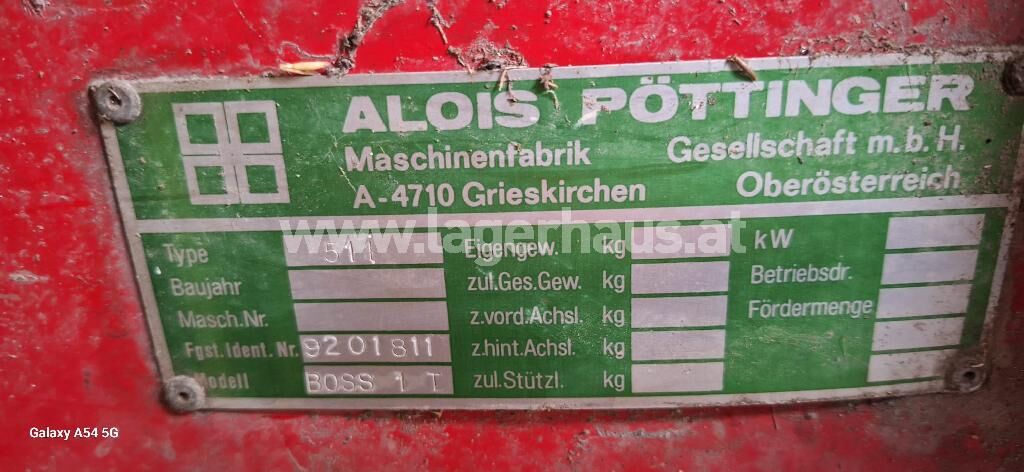 ALOIS PÖTTINGER
Maschinenfabrik Gesellschaft m.b.H.
A-4710 Grieskirchen Oberösterreich
www.lagerhaus.at
Type 511 Eigengew. kg kW
Baujahr zul.Ges.Gew. kg Betriebsdr.
Masch.Nr. z.vord.Achsl. kg Fördermenge
Fgst.Ident.Nr. 9201811 z.hint.Achsl. kg
Modell BOSS 1 T zul.Stützl. kg
Galaxy A54 5G